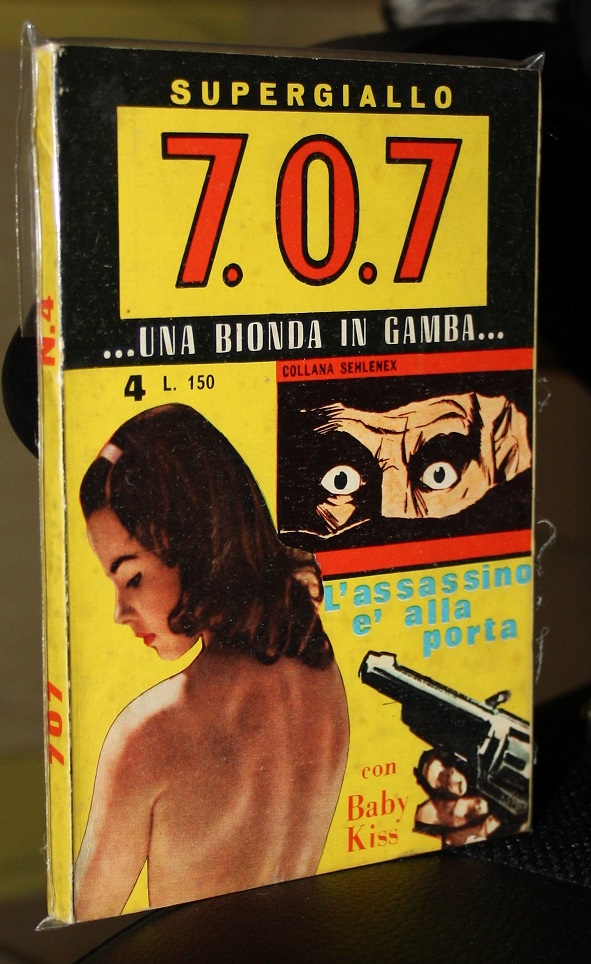 SUPERGIALLO
7.0.7
...UNA BIONDA IN GAMBA...
4 L. 150
COLLANA SEHLENEX
L'assassino
e' alla
porta
con
Baby
Kiss
N.4
707